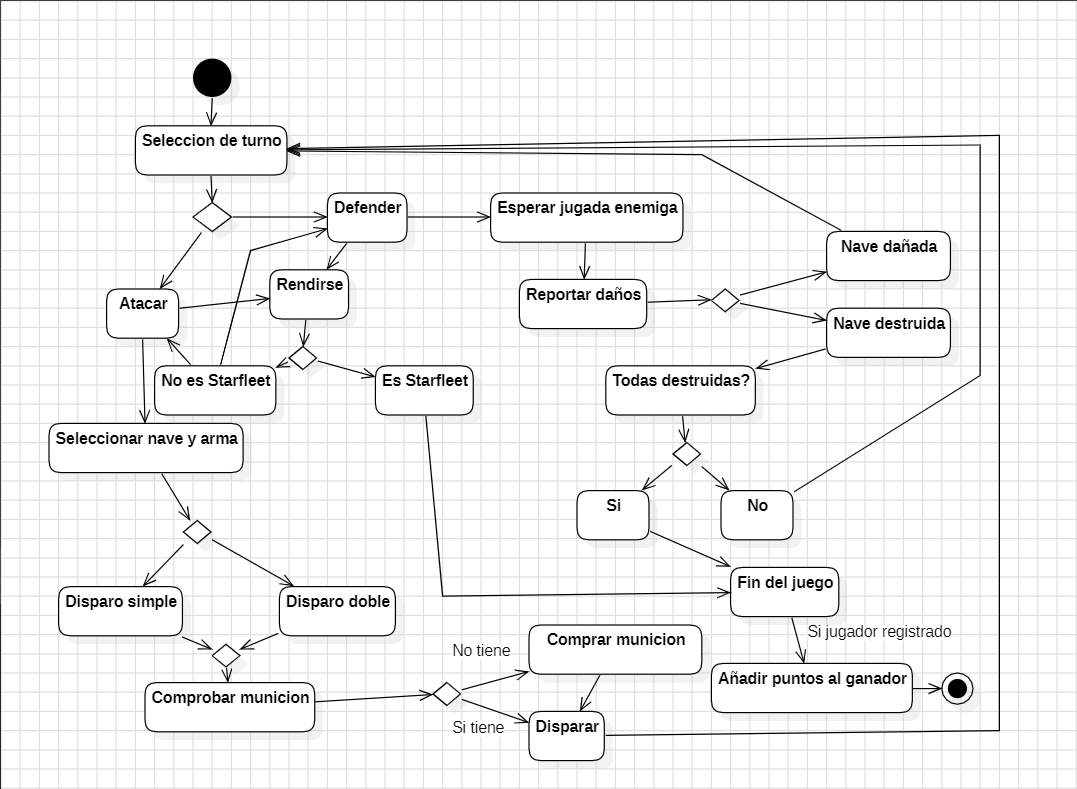 Seleccion de turno
Defender
Esperar jugada enemiga
Nave dañada
Rendirse
Atacar
Reportar daños
Nave destruida
No es Starfleet
Es Starfleet
Todas destruidas?
Seleccionar nave y arma
Si
No
Disparo simple
Disparo doble
Fin del juego
Si jugador registrado
No tiene
Comprar municion
Añadir puntos al ganador
Comprobar municion
Si tiene
Disparar